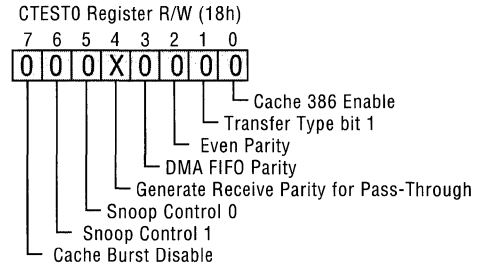 CTEST0 Register R/W (18h)
7 6 5 4 3 2 1 0
0 0 0 X 0 0 0 0
Cache 386 Enable
Transfer Type bit 1
Even Parity
DMA FIFO Parity
Generate Receive Parity for Pass-Through
Snoop Control 0
Snoop Control 1
Cache Burst Disable